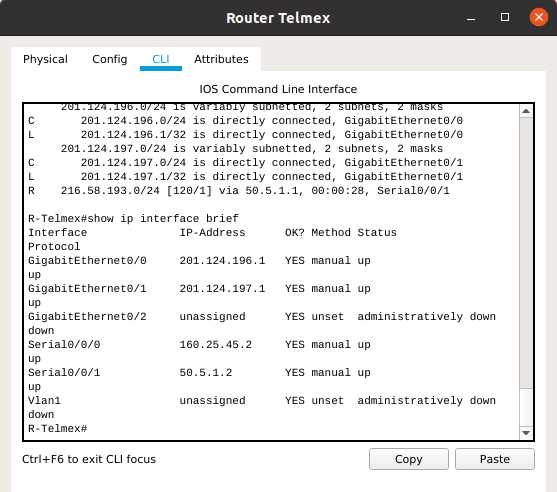 Router Telmex
Physical Config CLI Attributes
IOS Command Line Interface
201.124.196.0/24 is variably subnetted, 2 subnets, 2 masks
C 201.124.196.0/24 is directly connected, GigabitEthernet0/0
L 201.124.196.1/32 is directly connected, GigabitEthernet0/0
201.124.197.0/24 is variably subnetted, 2 subnets, 2 masks
C 201.124.197.0/24 is directly connected, GigabitEthernet0/1
L 201.124.197.1/32 is directly connected, GigabitEthernet0/1
R 216.58.193.0/24 [120/1] via 50.5.1.1, 00:00:28, Serial0/0/1
R-Telmex#show ip interface brief
Interface IP-Address OK? Method Status
Protocol
GigabitEthernet0/0 201.124.196.1 YES manual up
up
GigabitEthernet0/1 201.124.197.1 YES manual up
up
GigabitEthernet0/2 unassigned YES unset administratively down
down
Serial0/0/0 160.25.45.2 YES manual up
up
Serial0/0/1 50.5.1.2 YES manual up
up
Vlan1 unassigned YES unset administratively down
down
R-Telmex#
Ctrl+F6 to exit CLI focus Copy Paste